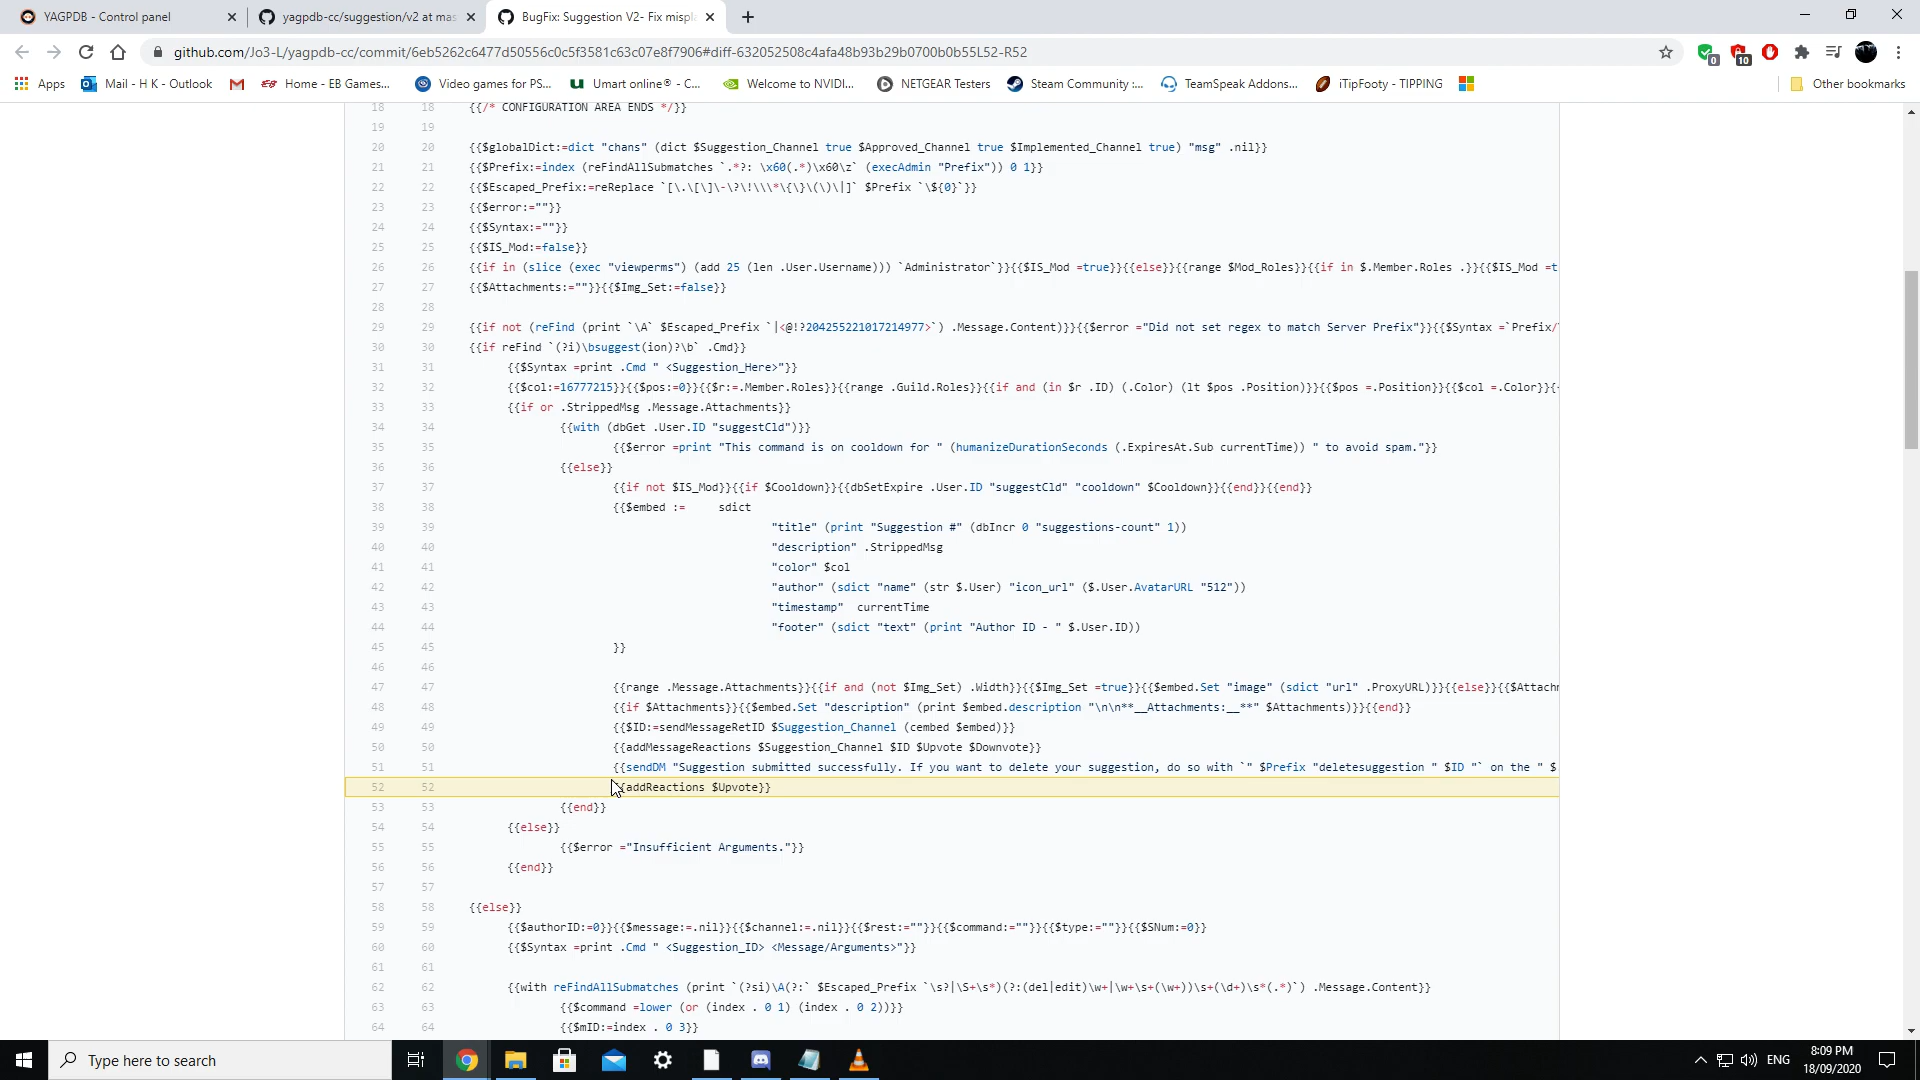 YAGPDB - Control panel
yagpdb-cc/suggestion/v2 at mas
BugFix: Suggestion V2- Fix mispl
github.com/Jo3-L/yagpdb-cc/commit/6eb5262c6477d50556c0c5f3581c63c07e8f7906#diff-632052508c4afa48b93b29b0700b0b55L52-R52
0
10
Apps
Mail - H K - Outlook
Home - EB Games...
Video games for PS...
Umart online® - C...
Welcome to NVIDI...
NETGEAR Testers
Steam Community :...
TeamSpeak Addons...
iTipFooty - TIPPING
Other bookmarks
18 18 {{/* CONFIGURATION AREA ENDS */}}
19 19
20 20 {{$globalDict:=dict "chans" (dict $Suggestion_Channel true $Approved_Channel true $Implemented_Channel true) "msg" .nil}}
21 21 {{$Prefix:=index (reFindAllSubmatches `.*?: \x60(.*)\x60\z` (execAdmin "Prefix")) 0 1}}
22 22 {{$Escaped_Prefix:=reReplace `[\.\[\]\-\?\!\\\*\{\}\(\)\|]` $Prefix `\${0}`}}
23 23 {{$error:=""}}
24 24 {{$Syntax:=""}}
25 25 {{$IS_Mod:=false}}
26 26 {{if in (slice (exec "viewperms") (add 25 (len .User.Username))) `Administrator`}}{{$IS_Mod =true}}{{else}}{{range $Mod_Roles}}{{if in $.Member.Roles .}}{{$IS_Mod =t
27 27 {{$Attachments:=""}}{{$Img_Set:=false}}
28 28
29 29 {{if not (reFind (print `\A` $Escaped_Prefix `|<@!?204255221017214977>`) .Message.Content)}}{{$error ="Did not set regex to match Server Prefix"}}{{$Syntax =`Prefix/
30 30 {{if reFind `(?i)\bsuggest(ion)?\b` .Cmd}}
31 31 {{$Syntax =print .Cmd " <Suggestion_Here>"}}
32 32 {{$col:=16777215}}{{$pos:=0}}{{$r:=.Member.Roles}}{{range .Guild.Roles}}{{if and (in $r .ID) (.Color) (lt $pos .Position)}}{{$pos =.Position}}{{$col =.Color}}{
33 33 {{if or .StrippedMsg .Message.Attachments}}
34 34 {{with (dbGet .User.ID "suggestCld")}}
35 35 {{$error =print "This command is on cooldown for " (humanizeDurationSeconds (.ExpiresAt.Sub currentTime)) " to avoid spam."}}
36 36 {{else}}
37 37 {{if not $IS_Mod}}{{if $Cooldown}}{{dbSetExpire .User.ID "suggestCld" "cooldown" $Cooldown}}{{end}}{{end}}
38 38 {{$embed := sdict
39 39 "title" (print "Suggestion #" (dbIncr 0 "suggestions-count" 1))
40 40 "description" .StrippedMsg
41 41 "color" $col
42 42 "author" (sdict "name" (str $.User) "icon_url" ($.User.AvatarURL "512"))
43 43 "timestamp" currentTime
44 44 "footer" (sdict "text" (print "Author ID - " $.User.ID))
45 45 }}
46 46
47 47 {{range .Message.Attachments}}{{if and (not $Img_Set) .Width}}{{$Img_Set =true}}{{$embed.Set "image" (sdict "url" .ProxyURL)}}{{else}}{{$Attachm
48 48 {{if $Attachments}}{{$embed.Set "description" (print $embed.description "\n\n**__Attachments:__**" $Attachments)}}{{end}}
49 49 {{$ID:=sendMessageRetID $Suggestion_Channel (cembed $embed)}}
50 50 {{addMessageReactions $Suggestion_Channel $ID $Upvote $Downvote}}
51 51 {{sendDM "Suggestion submitted successfully. If you want to delete your suggestion, do so with `" $Prefix "deletesuggestion " $ID "` on the " $
52 52 {{addReactions $Upvote}}
53 53 {{end}}
54 54 {{else}}
55 55 {{$error ="Insufficient Arguments."}}
56 56 {{end}}
57 57
58 58 {{else}}
59 59 {{$authorID:=0}}{{$message:=.nil}}{{$channel:=.nil}}{{$rest:=""}}{{$command:=""}}{{$type:=""}}{{$SNum:=0}}
60 60 {{$Syntax =print .Cmd " <Suggestion_ID> <Message/Arguments>"}}
61 61
62 62 {{with reFindAllSubmatches (print `(?si)\A(?:` $Escaped_Prefix `\s?|\S+\s*)(?:(del|edit)\w+|\w+\s+(\w+))\s+(\d+)\s*(.*)`) .Message.Content}}
63 63 {{$command =lower (or (index . 0 1) (index . 0 2))}}
64 64 {{$mID:=index . 0 3}}
Type here to search
ENG
8:09 PM
18/09/2020